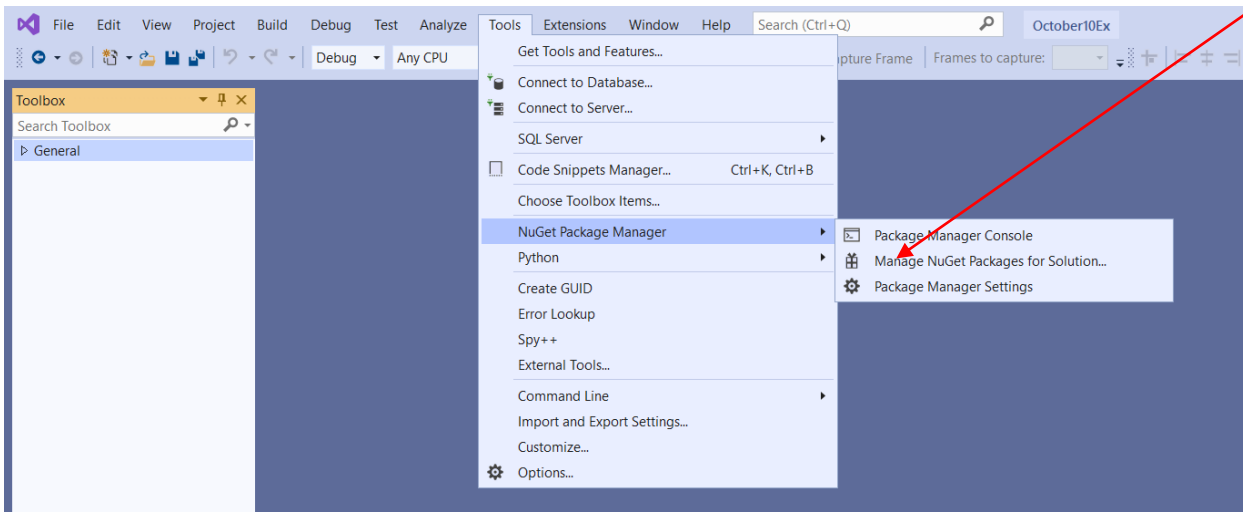 File Edit View Project Build Debug Test Analyze Tools Extensions Window Help Search (Ctrl+Q) October10Ex
Debug Any CPU pture Frame Frames to capture:
Toolbox
Search Toolbox
General
Get Tools and Features...
Connect to Database...
Connect to Server...
SQL Server
Code Snippets Manager... Ctrl+K, Ctrl+B
Choose Toolbox Items...
NuGet Package Manager
Python
Create GUID
Error Lookup
Spy++
External Tools...
Command Line
Import and Export Settings...
Customize...
Options...
Package Manager Console
Manage NuGet Packages for Solution...
Package Manager Settings